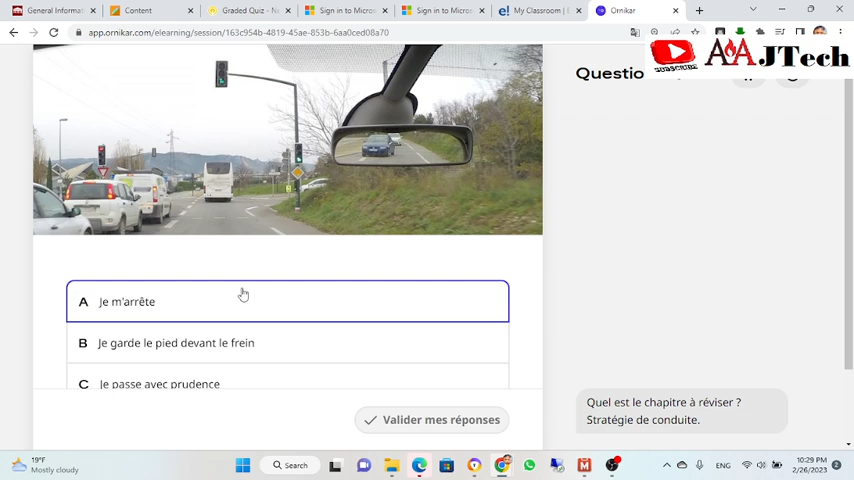 General Informat
Content
Graded Quiz - Ne
Sign in to Micros
Sign in to Micros
My Classroom | E
Ornikar
app.ornikar.com/elearning/session/163c954b-4819-45ae-853b-6aa0ced08a70
SUBSCRIBE
AAJTech
Questio
A Je m'arrête
B Je garde le pied devant le frein
C Je passe avec prudence
Valider mes réponses
Quel est le chapitre à réviser ?
Stratégie de conduite.
19°F
Mostly cloudy
Search
ENG
10:29 PM
2/26/2023
2